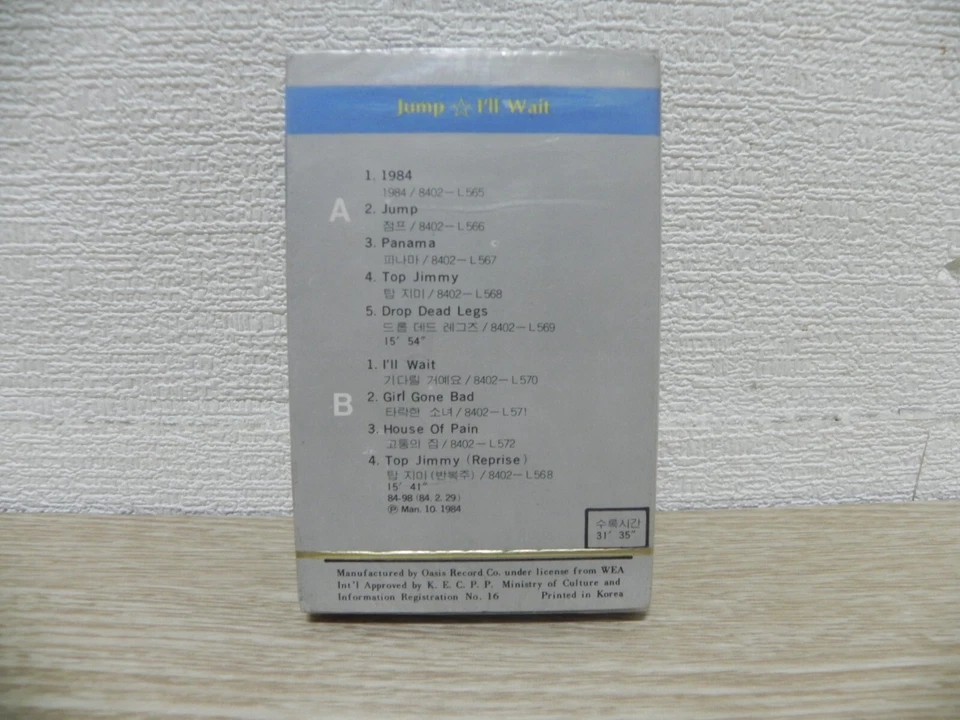 Jump ☆ I'll Wait
A
1. 1984
1984 / 8402－L565
2. Jump
점프 / 8402－L566
3. Panama
피나마 / 8402－L567
4. Top Jimmy
탑 지미 / 8402－L568
5. Drop Dead Legs
드롭 데드 레그즈 / 8402－L569
15′ 54″
B
1. I'll Wait
기다릴 거예요 / 8402－L570
2. Girl Gone Bad
타락한 소녀 / 8402－L571
3. House Of Pain
고통의 집 / 8402－L572
4. Top Jimmy (Reprise)
탑 지미 (반복주) / 8402－L568
15′ 41″
84-98 (84. 2. 29.)
Ⓟ Man. 10. 1984
수록시간
31′ 35″
Manufactured by Oasis Record Co. under license from WEA
Int'l Approved by K. E. C. P. P. Ministry of Culture and
Information Registration No. 16 Printed in Korea